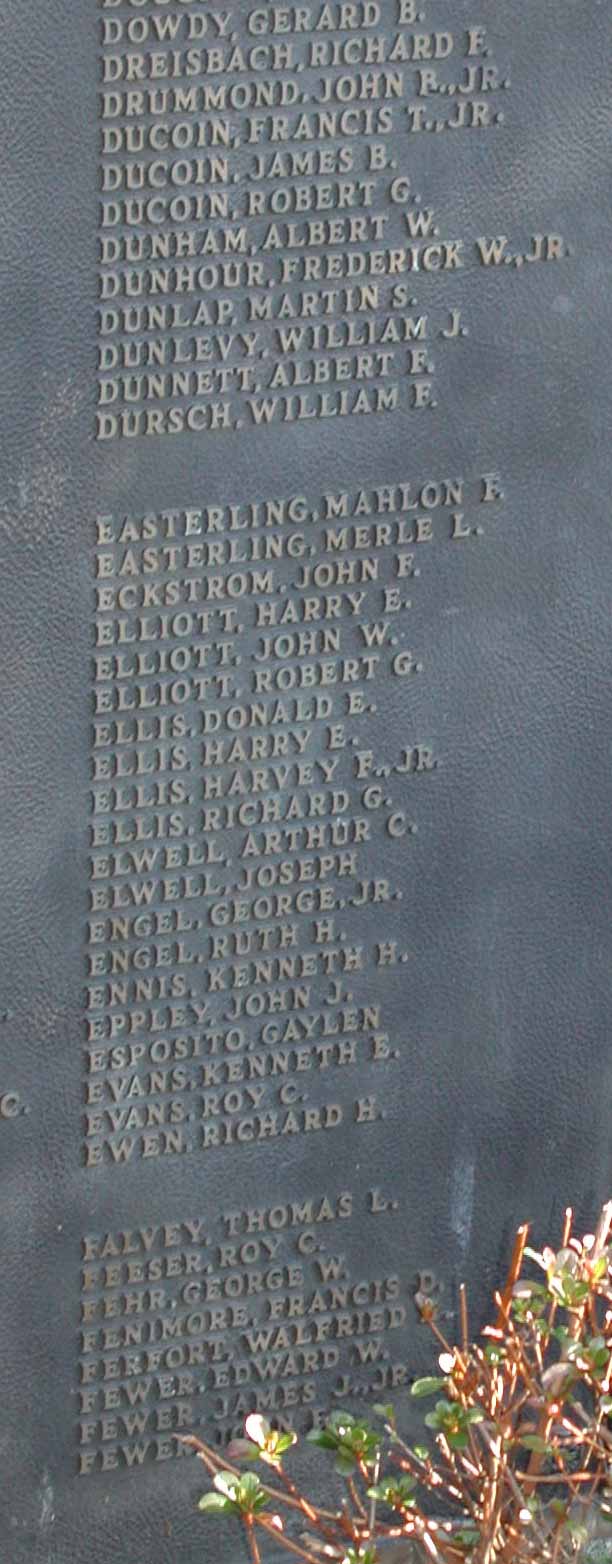 DOWDY, GERARD B.
DREISBACH, RICHARD F.
DRUMMOND, JOHN R., JR.
DUCOIN, FRANCIS T., JR.
DUCOIN, JAMES B.
DUCOIN, ROBERT G.
DUNHAM, ALBERT W.
DUNHOUR, FREDERICK W., JR.
DUNLAP, MARTIN S.
DUNLEVY, WILLIAM J.
DUNNETT, ALBERT F.
DURSCH, WILLIAM F.
EASTERLING, MAHLON F.
EASTERLING, MERLE L.
ECKSTROM, JOHN F.
ELLIOTT, HARRY E.
ELLIOTT, JOHN W.
ELLIOTT, ROBERT G.
ELLIS, DONALD E.
ELLIS, HARRY E.
ELLIS, HARVEY F., JR.
ELLIS, RICHARD G.
ELWELL, ARTHUR C.
ELWELL, JOSEPH
ENGEL, GEORGE, JR.
ENGEL, RUTH H.
ENNIS, KENNETH H.
EPPLEY, JOHN J.
ESPOSITO, GAYLEN
EVANS, KENNETH E.
C.
EVANS, ROY C.
EWEN, RICHARD H.
FALVEY, THOMAS L.
FEESER, ROY C.
FEHR, GEORGE W.
FENIMORE, FRANCIS D.
FERFORT, WALFRIED
FEWER, EDWARD W.
FEWER, JAMES J., JR.
FEWER, JOHN